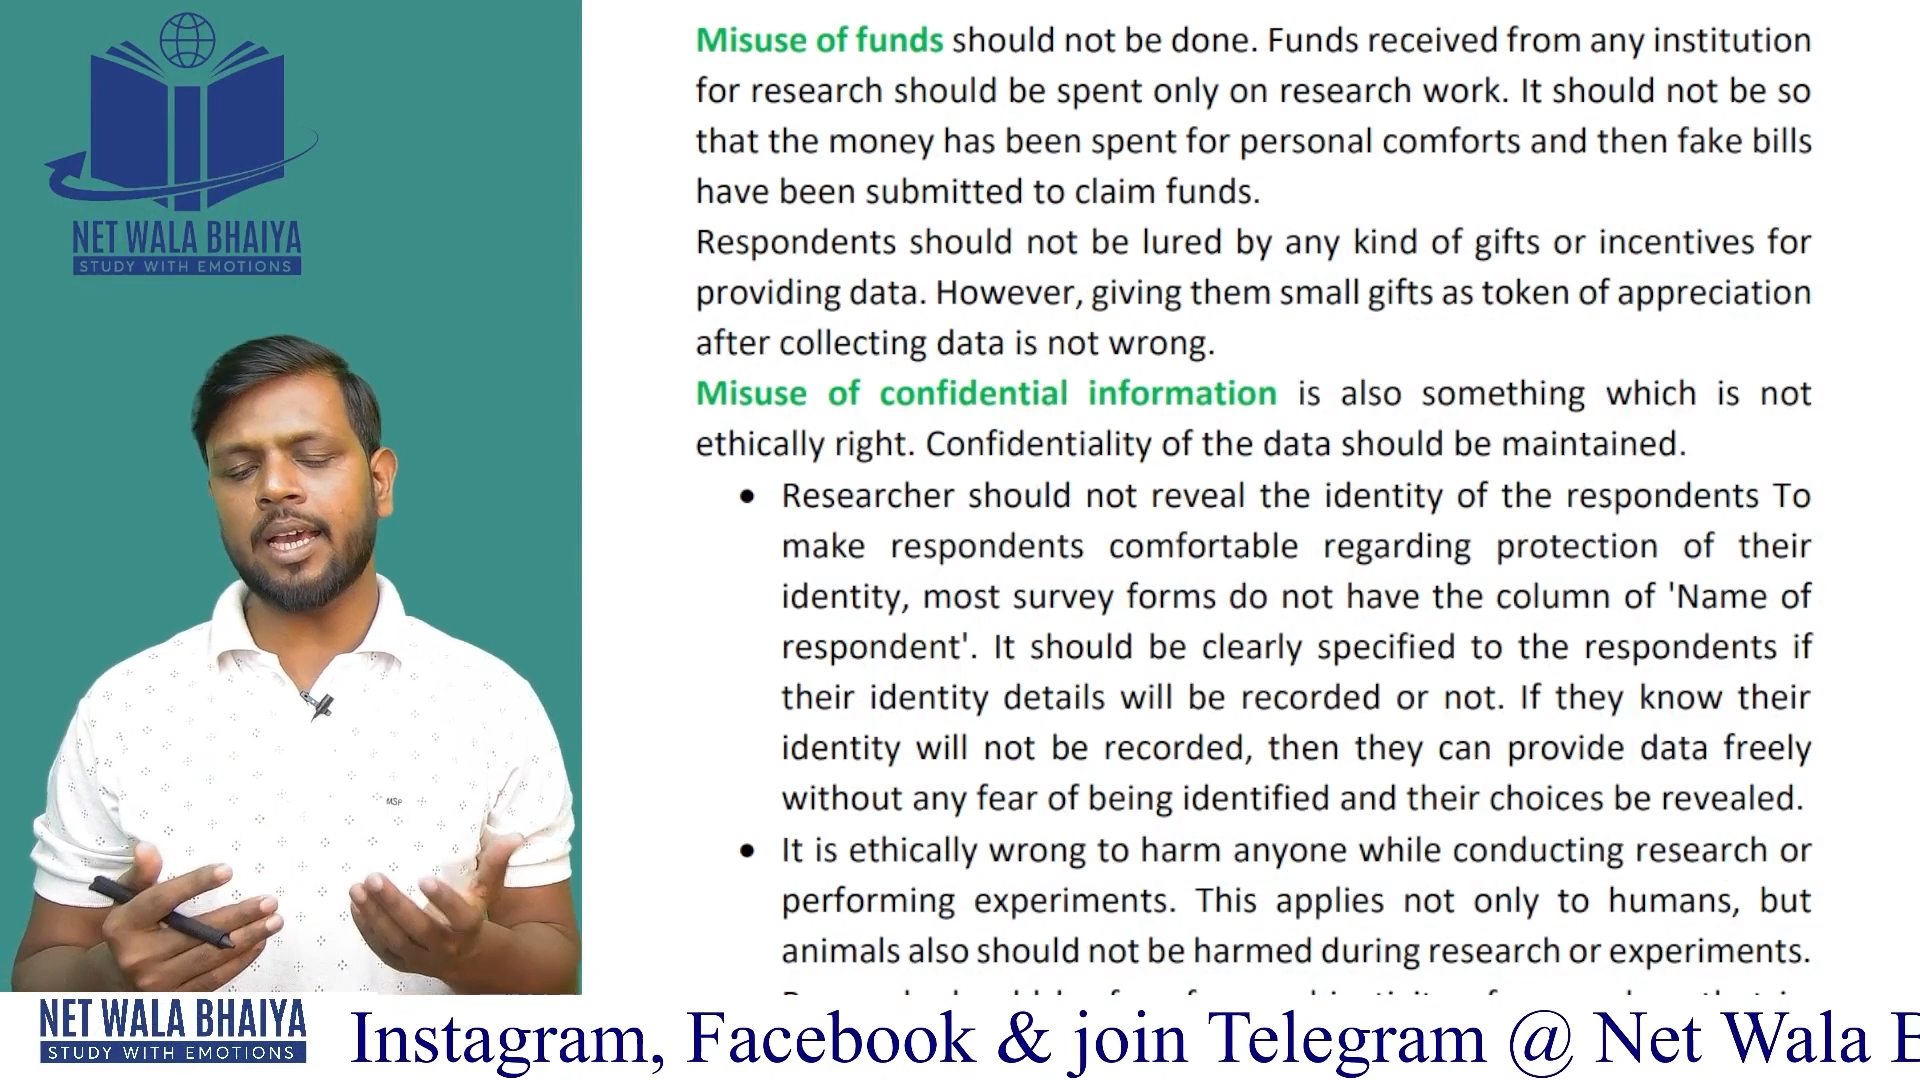 NET WALA BHAIYA
STUDY WITH EMOTIONS
Misuse of funds should not be done. Funds received from any institution
for research should be spent only on research work. It should not be so
that the money has been spent for personal comforts and then fake bills
have been submitted to claim funds.
Respondents should not be lured by any kind of gifts or incentives for
providing data. However, giving them small gifts as token of appreciation
after collecting data is not wrong.
Misuse of confidential information is also something which is not
ethically right. Confidentiality of the data should be maintained.
• Researcher should not reveal the identity of the respondents To
make respondents comfortable regarding protection of their
identity, most survey forms do not have the column of 'Name of
respondent'. It should be clearly specified to the respondents if
their identity details will be recorded or not. If they know their
identity will not be recorded, then they can provide data freely
without any fear of being identified and their choices be revealed.
• It is ethically wrong to harm anyone while conducting research or
performing experiments. This applies not only to humans, but
animals also should not be harmed during research or experiments.
MSP
NET WALA BHAIYA
STUDY WITH EMOTIONS
Instagram, Facebook & join Telegram @ Net Wala